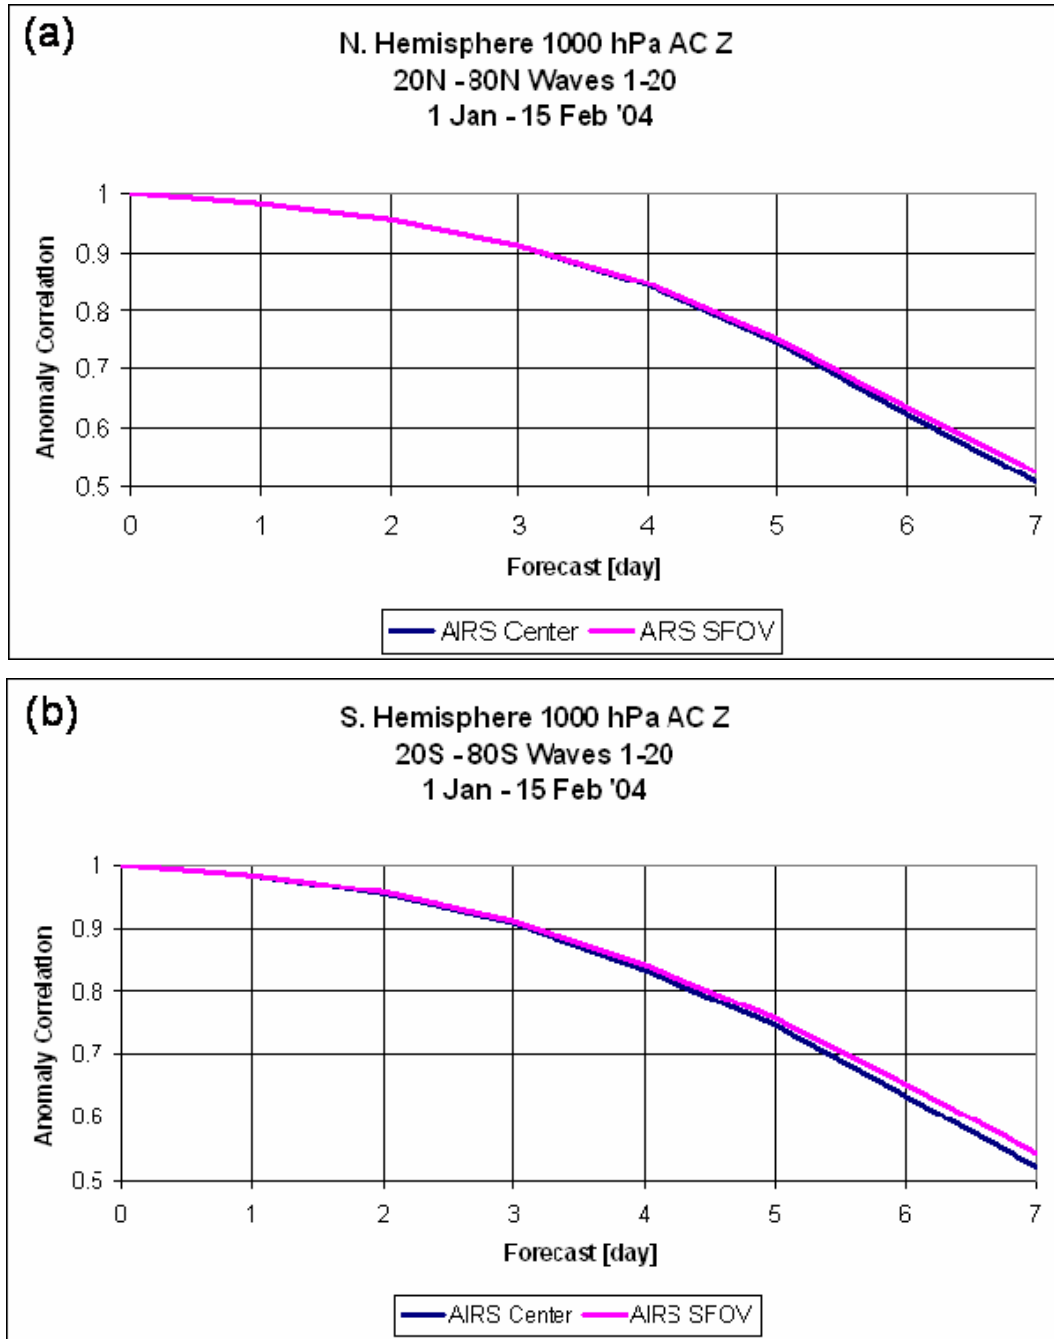 (a)
N. Hemisphere 1000 hPa AC Z
20N - 80N Waves 1-20
1 Jan - 15 Feb '04
1
0.9
0.8
0.7
0.6
0.5
Anomaly Correlation
0 1 2 3 4 5 6 7
Forecast [day]
AIRS Center ARS SFOV
(b)
S. Hemisphere 1000 hPa AC Z
20S - 80S Waves 1-20
1 Jan - 15 Feb '04
1
0.9
0.8
0.7
0.6
0.5
Anomaly Correlation
0 1 2 3 4 5 6 7
Forecast [day]
AIRS Center AIRS SFOV